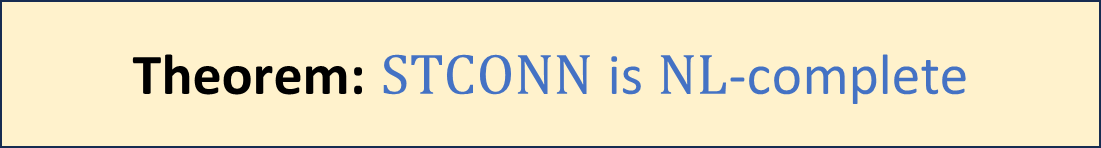 Theorem: STCONN is NL-complete